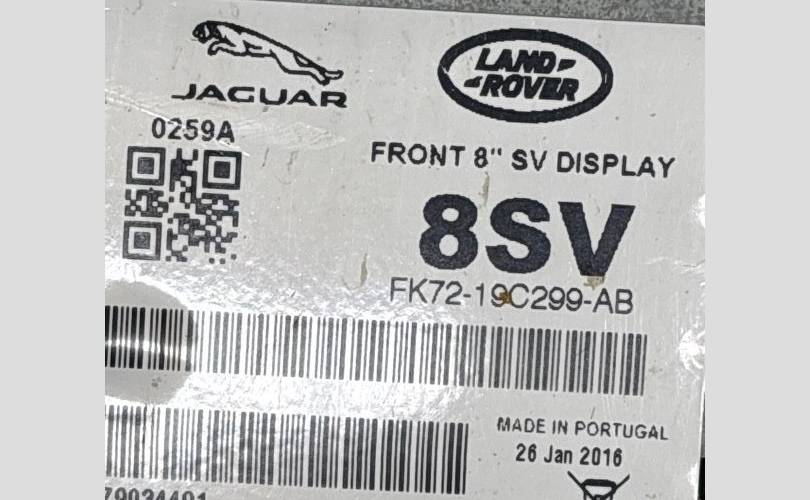 JAGUAR
LAND
ROVER
0259A
FRONT 8" SV DISPLAY
8SV
FK72-19C299-AB
MADE IN PORTUGAL
26 Jan 2016